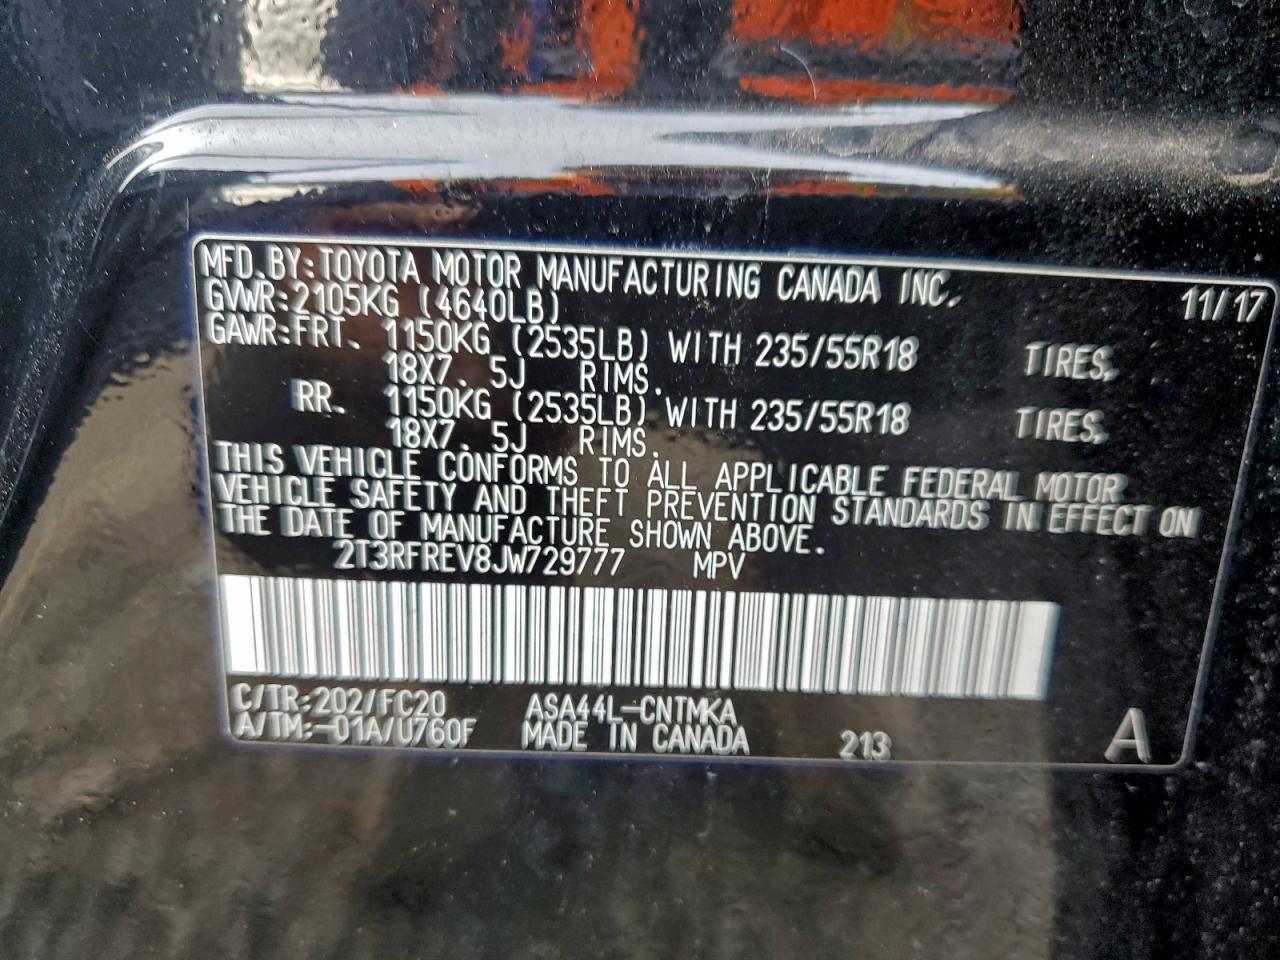 MFD. BY: TOYOTA MOTOR MANUFACTURING CANADA INC. 11/17
GVWR: 2105KG (4640LB)
GAWR: FRT. 1150KG (2535LB) WITH 235/55R18 TIRES,
18X7. 5J RIMS.
RR. 1150KG (2535LB) WITH 235/55R18 TIRES,
18X7. 5J RIMS.
THIS VEHICLE CONFORMS TO ALL APPLICABLE FEDERAL MOTOR
VEHICLE SAFETY AND THEFT PREVENTION STANDARDS IN EFFECT ON
THE DATE OF MANUFACTURE SHOWN ABOVE.
2T3RFREV8JW729777 MPV
C/TR: 202/FC20 ASA44L-CNTMKA
A/TM: -01A/U760F MADE IN CANADA 213 A